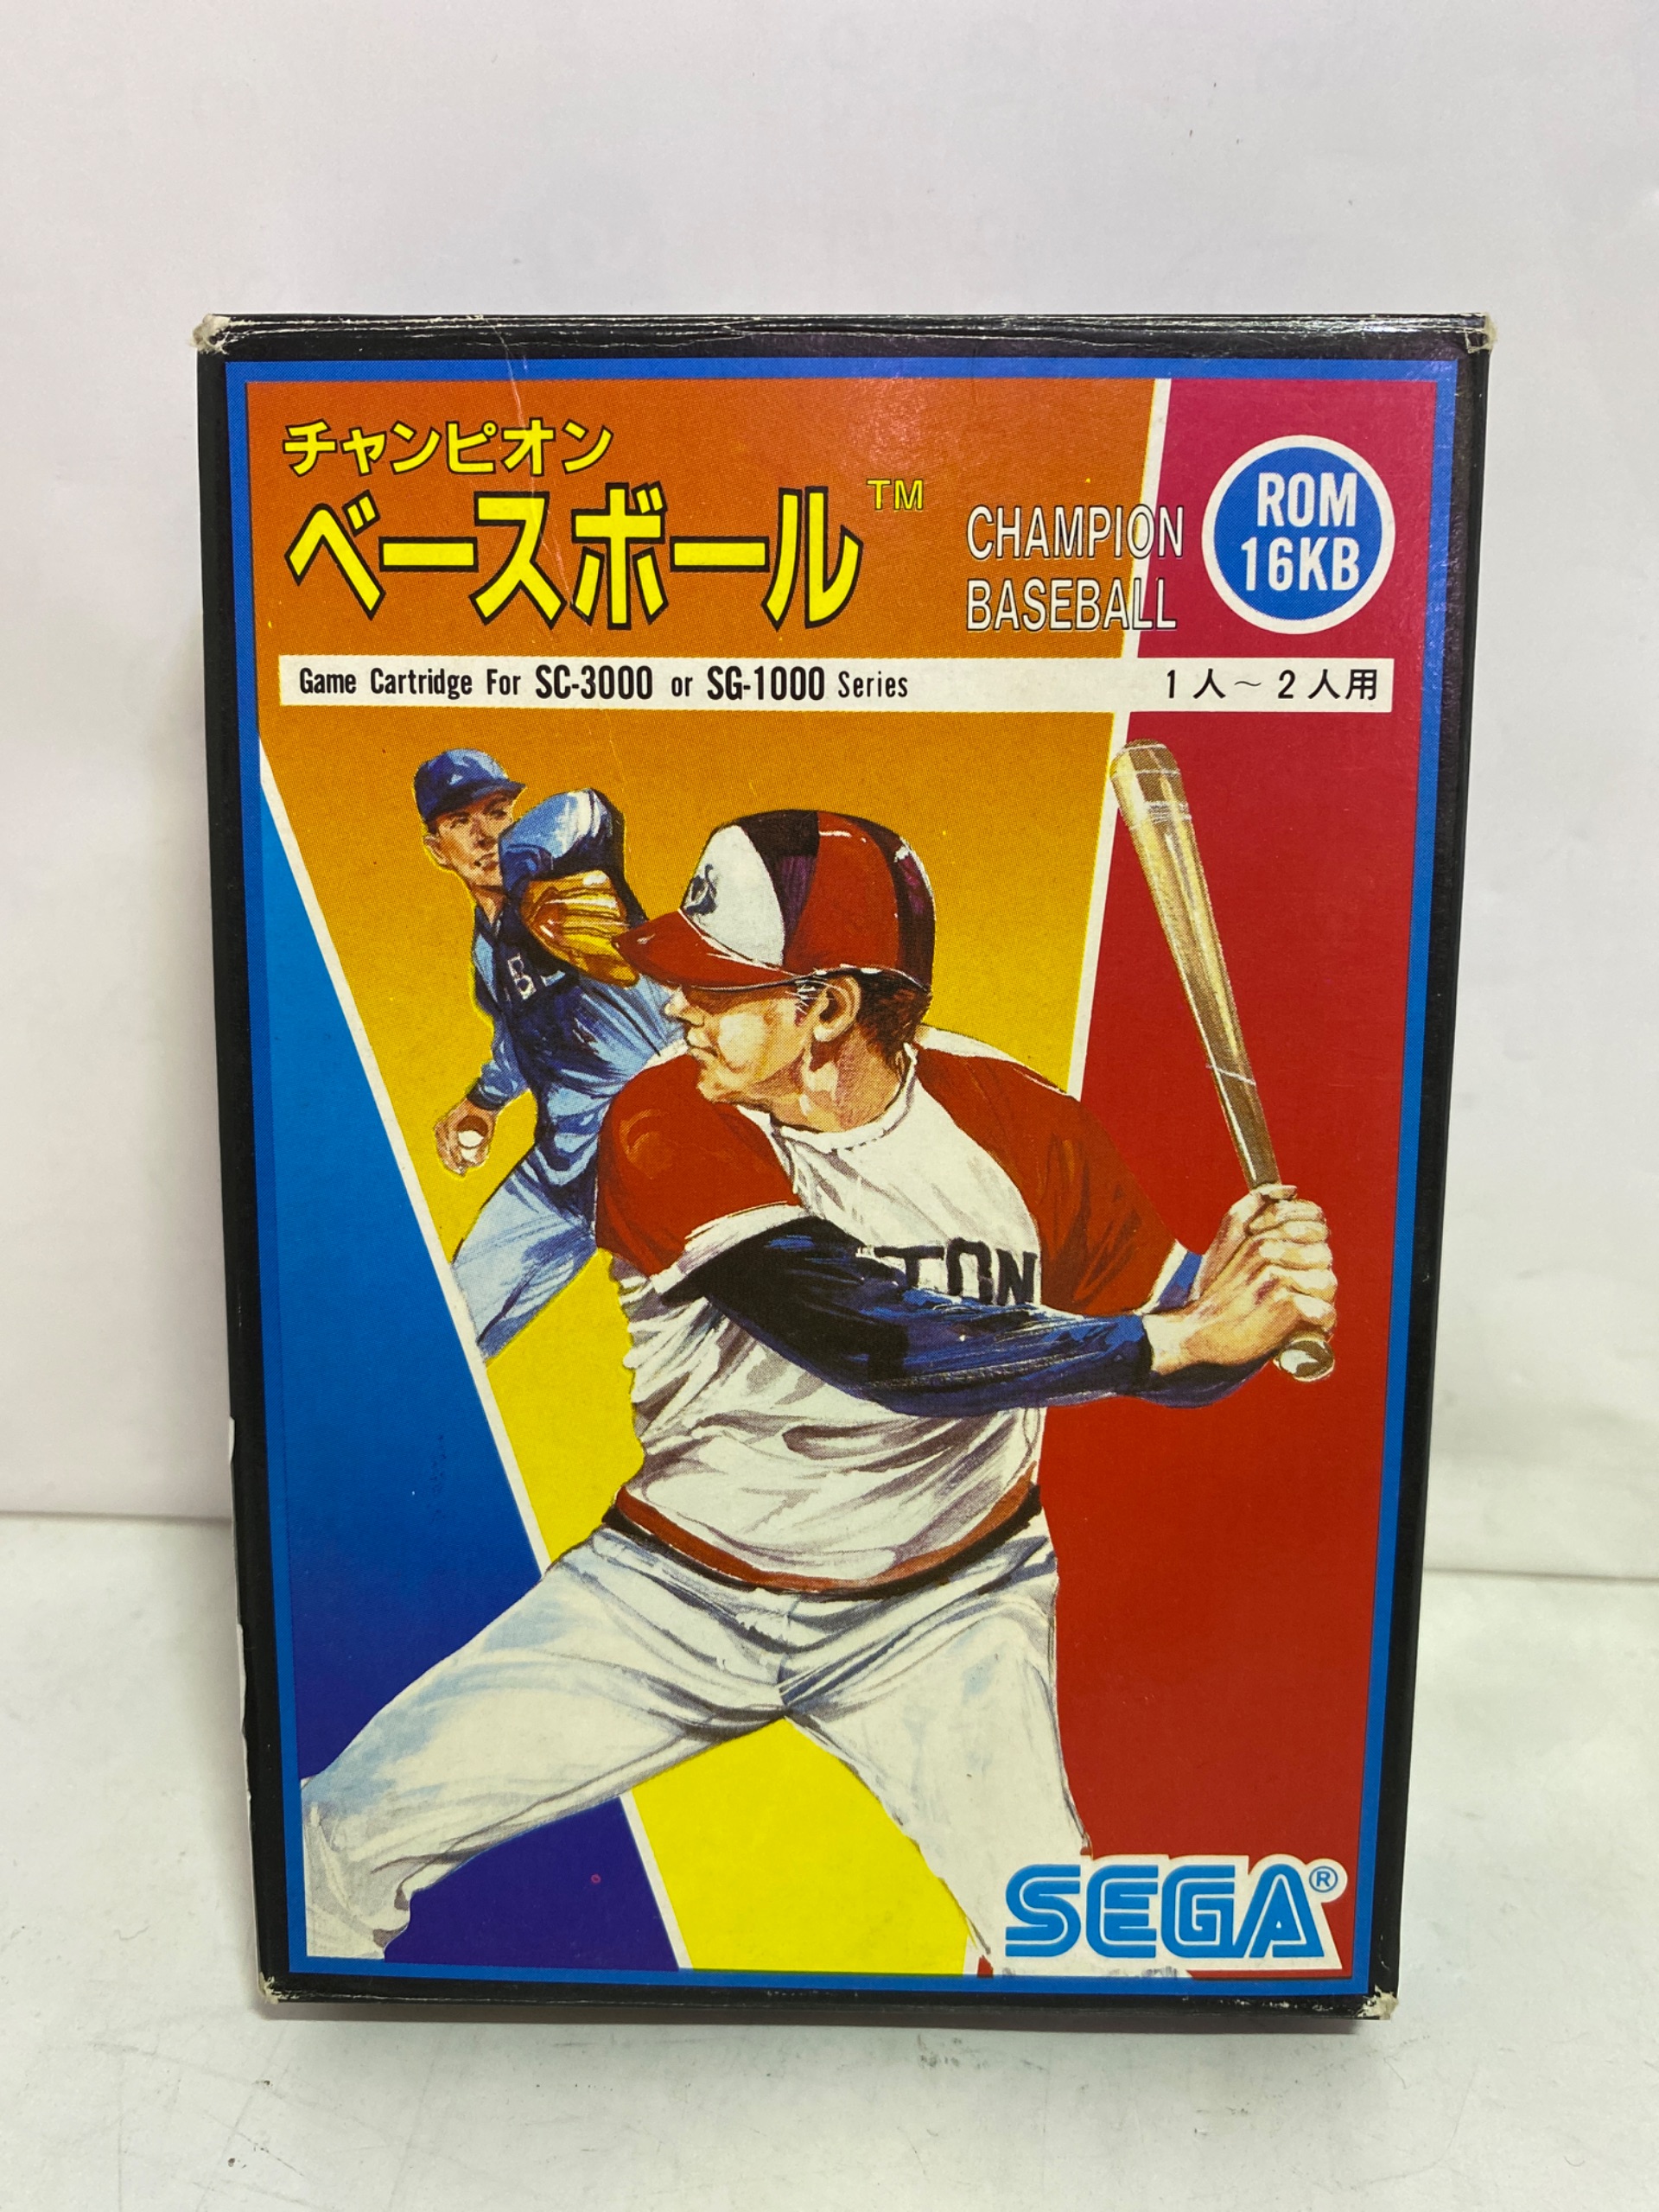 チャンピオン
ベースボール™
CHAMPION
BASEBALL
ROM
16KB
Game Cartridge For SC-3000 or SG-1000 Series
1人～2人用
B
TON
SEGA®